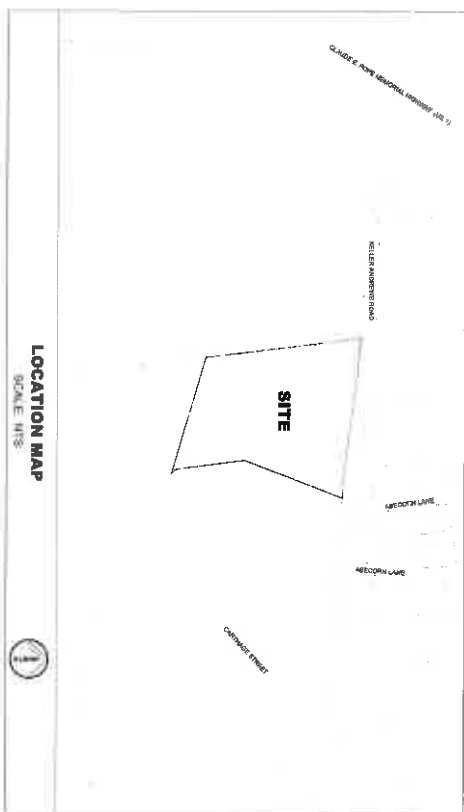 CLAUDE E. POPE MEMORIAL HIGHWAY (US 1)
KELLER ANDREWS ROAD
SITE
ABECORN LANE
ABECORN LANE
CARTHAGE STREET
LOCATION MAP
SCALE: NTS